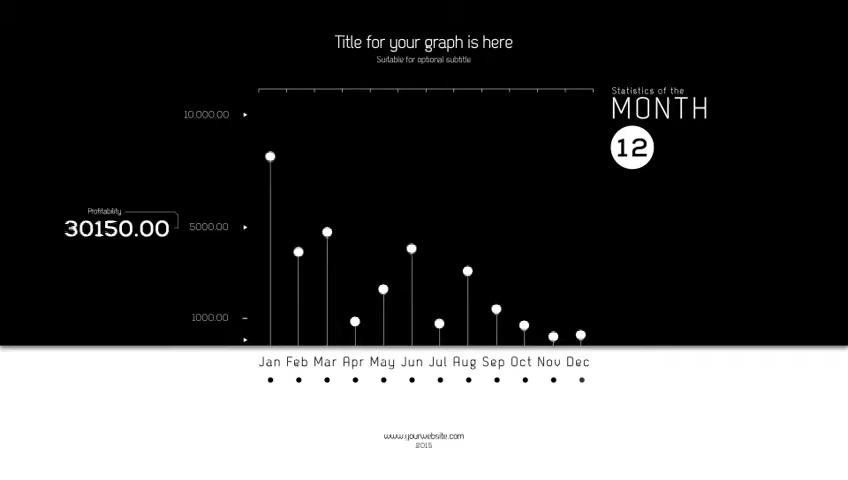 Title for your graph is here
Suitable for optional subtitle
Statistics of the
MONTH
12
10.000.00
Profitability
30150.00
5000.00
1000.00
Jan Feb Mar Apr May Jun Jul Aug Sep Oct Nov Dec
www.yourwebsite.com
2015